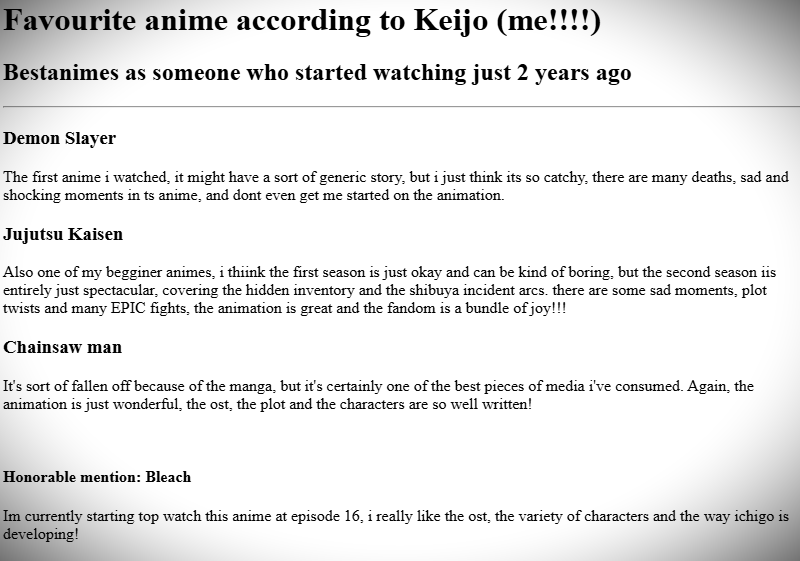 Favourite anime according to Keijo (me!!!!)
Bestanimes as someone who started watching just 2 years ago
Demon Slayer
The first anime i watched, it might have a sort of generic story, but i just think its so catchy, there are many deaths, sad and
shocking moments in ts anime, and dont even get me started on the animation.
Jujutsu Kaisen
Also one of my begginer animes, i thiink the first season is just okay and can be kind of boring, but the second season iis
entirely just spectacular, covering the hidden inventory and the shibuya incident arcs. there are some sad moments, plot
twists and many EPIC fights, the animation is great and the fandom is a bundle of joy!!!
Chainsaw man
It's sort of fallen off because of the manga, but it's certainly one of the best pieces of media i've consumed. Again, the
animation is just wonderful, the ost, the plot and the characters are so well written!
Honorable mention: Bleach
Im currently starting top watch this anime at episode 16, i really like the ost, the variety of characters and the way ichigo is
developing!